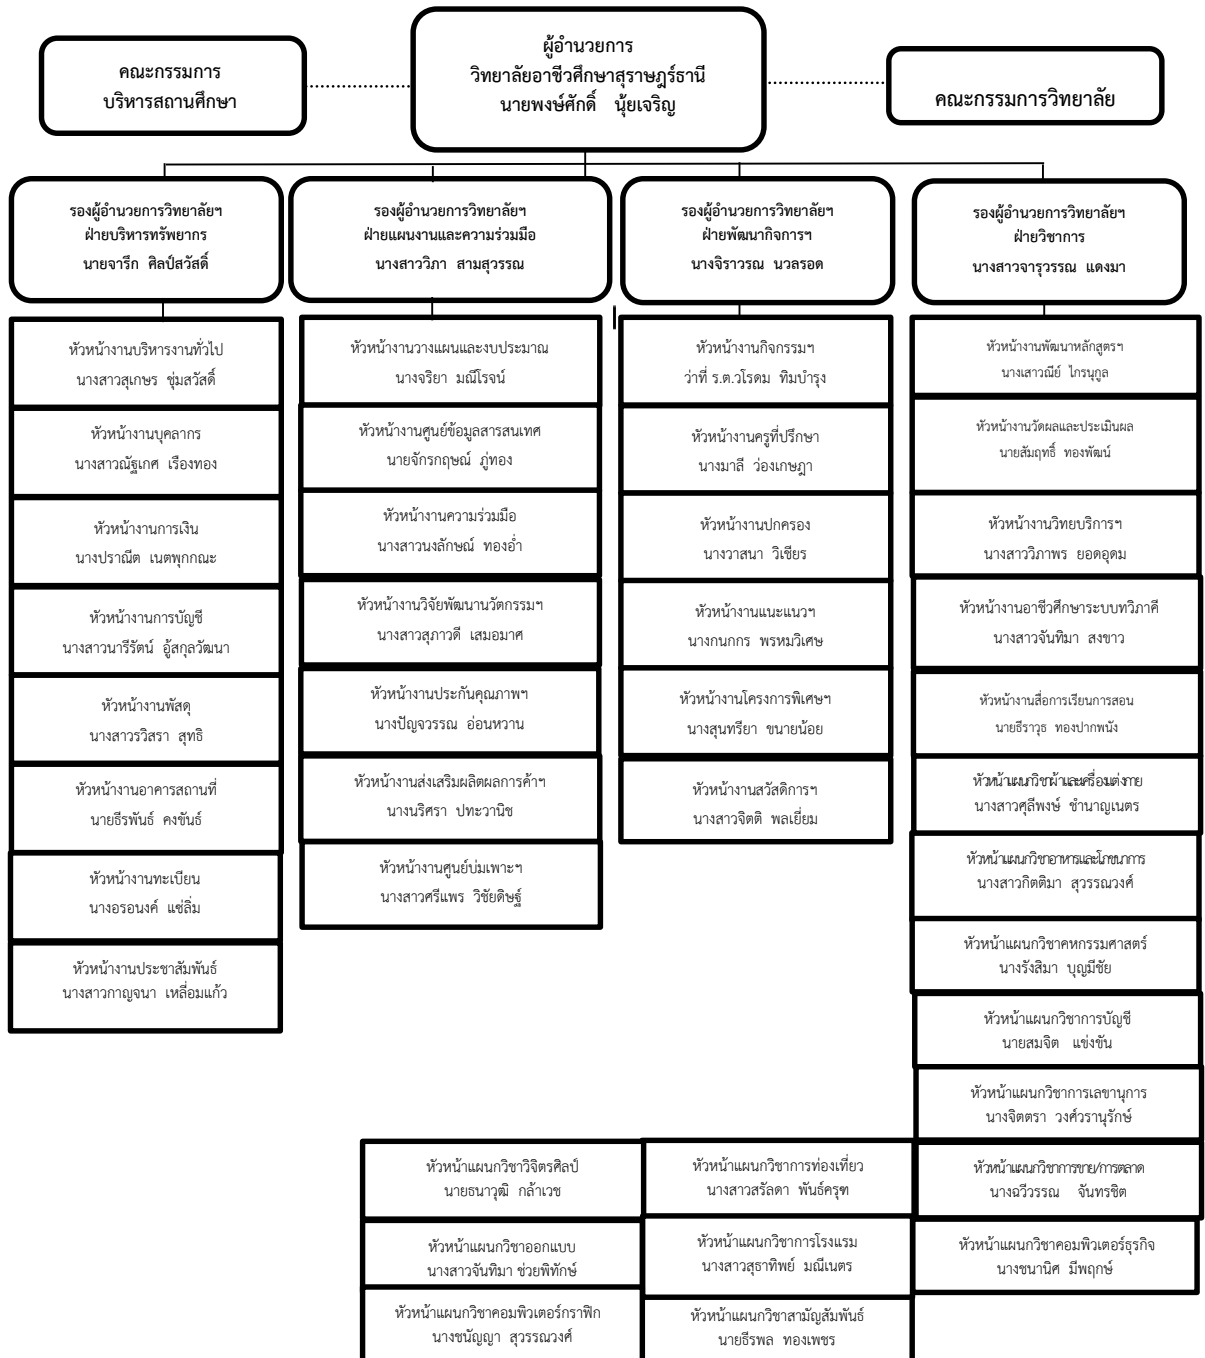 ผู้อำนวยการ
วิทยาลัยอาชีวศึกษาสุราษฎร์ธานี
นายพงษ์ศักดิ์ นุ้ยเจริญ
คณะกรรมการ
บริหารสถานศึกษา
คณะกรรมการวิทยาลัย
รองผู้อำนวยการวิทยาลัยฯ
ฝ่ายบริหารทรัพยากร
นายจารึก ศิลป์สวัสดิ์
หัวหน้างานบริหารงานทั่วไป
นางสาวสุเกษร ชุ่มสวัสดิ์
หัวหน้างานบุคลากร
นางสาวณัฐเกศ เรืองทอง
หัวหน้างานการเงิน
นางปราณีต เนตพุกกณะ
หัวหน้างานการบัญชี
นางสาวนารีรัตน์ อู้สกุลวัฒนา
หัวหน้างานพัสดุ
นางสาวรวิสรา สุทธิ
หัวหน้างานอาคารสถานที่
นายธีรพันธ์ คงขันธ์
หัวหน้างานทะเบียน
นางอรอนงค์ แซ่ลิ่ม
หัวหน้างานประชาสัมพันธ์
นางสาวกาญจนา เหลื่อมแก้ว
รองผู้อำนวยการวิทยาลัยฯ
ฝ่ายแผนงานและความร่วมมือ
นางสาววิภา สามสุวรรณ
หัวหน้างานวางแผนและงบประมาณ
นางจริยา มณีโรจน์
หัวหน้างานศูนย์ข้อมูลสารสนเทศ
นายจักรกฤษณ์ ภู่ทอง
หัวหน้างานความร่วมมือ
นางสาวนงลักษณ์ ทองอ่ำ
หัวหน้างานวิจัยพัฒนานวัตกรรมฯ
นางสาวสุภาวดี เสมอมาศ
หัวหน้างานประกันคุณภาพฯ
นางปัญจวรรณ อ่อนหวาน
หัวหน้างานส่งเสริมผลิตผลการค้าฯ
นางนริศรา ปทะวานิช
หัวหน้างานศูนย์บ่มเพาะฯ
นางสาวศรีแพร วิชัยดิษฐ์
รองผู้อำนวยการวิทยาลัยฯ
ฝ่ายพัฒนากิจการฯ
นางจิราวรณ นวลรอด
หัวหน้างานกิจกรรมฯ
ว่าที่ ร.ต.วโรดม ทิมบำรุง
หัวหน้างานครูที่ปรึกษา
นางมาลี ว่องเกษฎา
หัวหน้างานปกครอง
นางวาสนา วิเชียร
หัวหน้างานแนะแนวฯ
นางกนกกร พรหมวิเศษ
หัวหน้างานโครงการพิเศษฯ
นางสุนทรียา ขนายน้อย
หัวหน้างานสวัสดิการฯ
นางสาวจิตติ พลเยี่ยม
รองผู้อำนวยการวิทยาลัยฯ
ฝ่ายวิชาการ
นางสาวจารุวรรณ แดงมา
หัวหน้างานพัฒนาหลักสูตรฯ
นางเสาวณีย์ ไกรนุกูล
หัวหน้างานวัดผลและประเมินผล
นายสัมฤทธิ์ ทองพัฒน์
หัวหน้างานวิทยบริการฯ
นางสาววิภาพร ยอดอุดม
หัวหน้างานอาชีวศึกษาระบบทวิภาคี
นางสาวจันทิมา สงขาว
หัวหน้างานสื่อการเรียนการสอน
นายธีราวุธ ทองปากพนัง
หัวหน้าแผนกวิชาผ้าและเครื่องแต่งกาย
นางสาวศุลีพงษ์ ชำนาญเนตร
หัวหน้าแผนกวิชาอาหารและโภชนาการ
นางสาวกิตติมา สุวรรณวงศ์
หัวหน้าแผนกวิชาคหกรรมศาสตร์
นางรังสิมา บุญมีชัย
หัวหน้าแผนกวิชาการบัญชี
นายสมจิต แข่งขัน
หัวหน้าแผนกวิชาการเลขานุการ
นางจิตตรา วงศ์วรานุรักษ์
หัวหน้าแผนกวิชาการขาย/การตลาด
นางฉวีวรรณ จันทรชิต
หัวหน้าแผนกวิชาคอมพิวเตอร์ธุรกิจ
นางชนานิศ มีพฤกษ์
หัวหน้าแผนกวิชาการท่องเที่ยว
นางสาวสรัลดา พันธ์ครุฑ
หัวหน้าแผนกวิชาการโรงแรม
นางสาวสุธาทิพย์ มณีเนตร
หัวหน้าแผนกวิชาสามัญสัมพันธ์
นายธีรพล ทองเพชร
หัวหน้าแผนกวิชาวิจิตรศิลป์
นายธนาวุฒิ กล้าเวช
หัวหน้าแผนกวิชาออกแบบ
นางสาวจันทิมา ช่วยพิทักษ์
หัวหน้าแผนกวิชาคอมพิวเตอร์กราฟิก
นางชนัญญา สุวรรณวงศ์